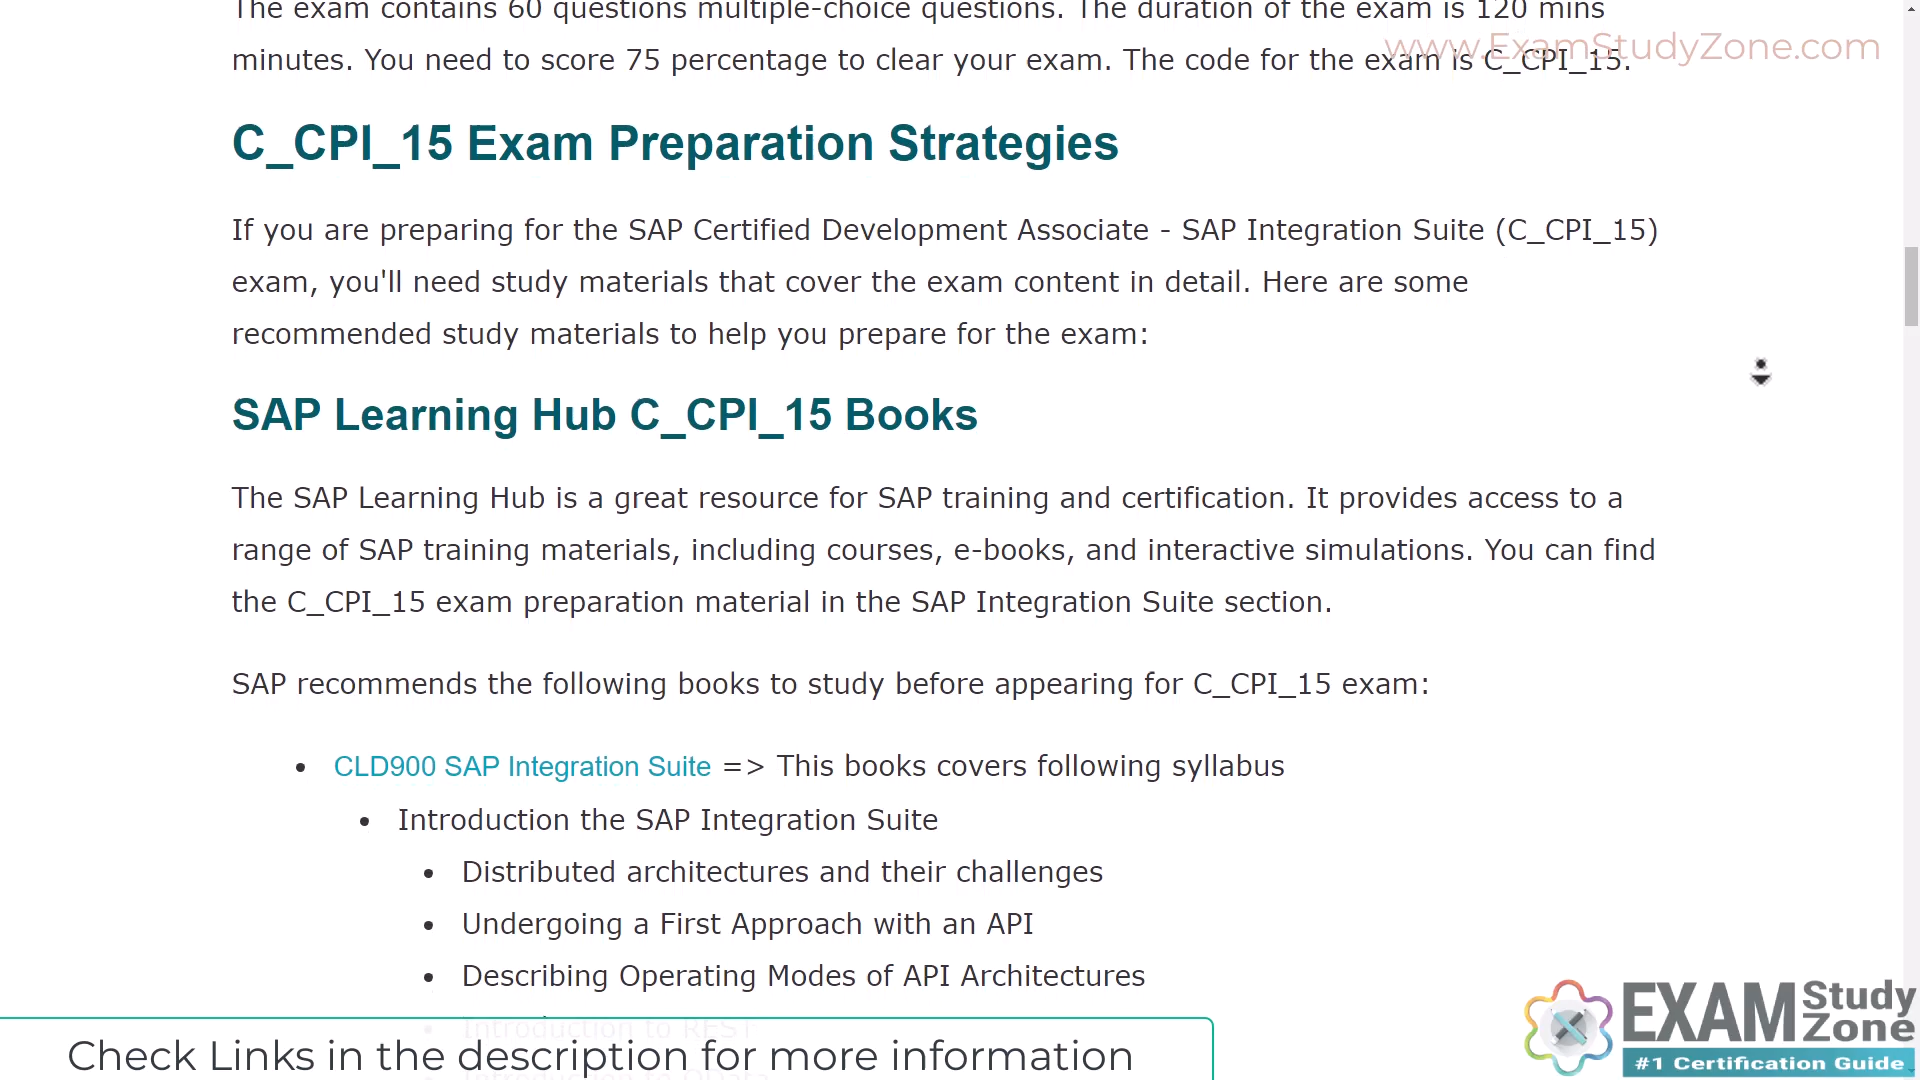 The exam contains 60 questions multiple-choice questions. The duration of the exam is 120 mins
www.ExamStudyZone.com
minutes. You need to score 75 percentage to clear your exam. The code for the exam is C_CPI_15.
C_CPI_15 Exam Preparation Strategies
If you are preparing for the SAP Certified Development Associate - SAP Integration Suite (C_CPI_15)
exam, you'll need study materials that cover the exam content in detail. Here are some
recommended study materials to help you prepare for the exam:
SAP Learning Hub C_CPI_15 Books
The SAP Learning Hub is a great resource for SAP training and certification. It provides access to a
range of SAP training materials, including courses, e-books, and interactive simulations. You can find
the C_CPI_15 exam preparation material in the SAP Integration Suite section.
SAP recommends the following books to study before appearing for C_CPI_15 exam:
• CLD900 SAP Integration Suite => This books covers following syllabus
• Introduction the SAP Integration Suite
• Distributed architectures and their challenges
• Undergoing a First Approach with an API
• Describing Operating Modes of API Architectures
• Introduction to REST
Introduction to OData
Check Links in the description for more information
EXAM Study Zone
#1 Certification Guide